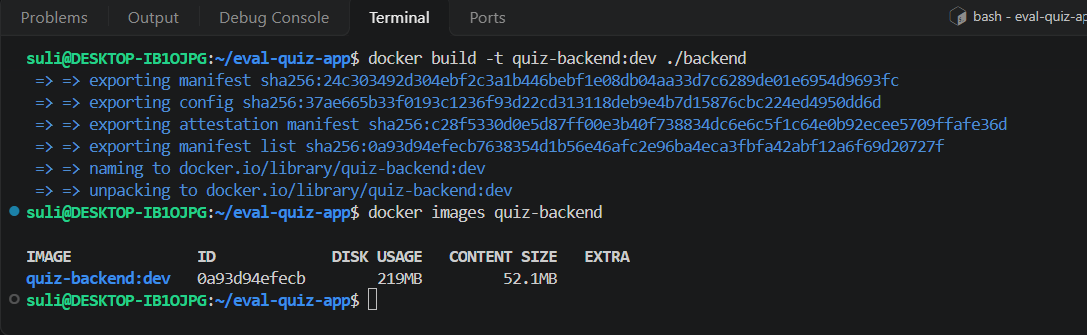 Problems Output Debug Console Terminal Ports bash - eval-quiz-ap
suli@DESKTOP-IB1OJPG:~/eval-quiz-app$ docker build -t quiz-backend:dev ./backend
=> => exporting manifest sha256:24c303492d304ebf2c3a1b446bebf1e08db04aa33d7c6289de01e6954d9693fc
=> => exporting config sha256:37ae665b33f0193c1236f93d22cd313118deb9e4b7d15876cbc224ed4950dd6d
=> => exporting attestation manifest sha256:c28f5330d0e5d87ff00e3b40f738834dc6e6c5f1c64e0b92ecee5709ffafe36d
=> => exporting manifest list sha256:0a93d94efecb7638354d1b56e46afc2e96ba4eca3fbfa42abf12a6f69d20727f
=> => naming to docker.io/library/quiz-backend:dev
=> => unpacking to docker.io/library/quiz-backend:dev
suli@DESKTOP-IB1OJPG:~/eval-quiz-app$ docker images quiz-backend
IMAGE ID DISK USAGE CONTENT SIZE EXTRA
quiz-backend:dev 0a93d94efecb 219MB 52.1MB
suli@DESKTOP-IB1OJPG:~/eval-quiz-app$